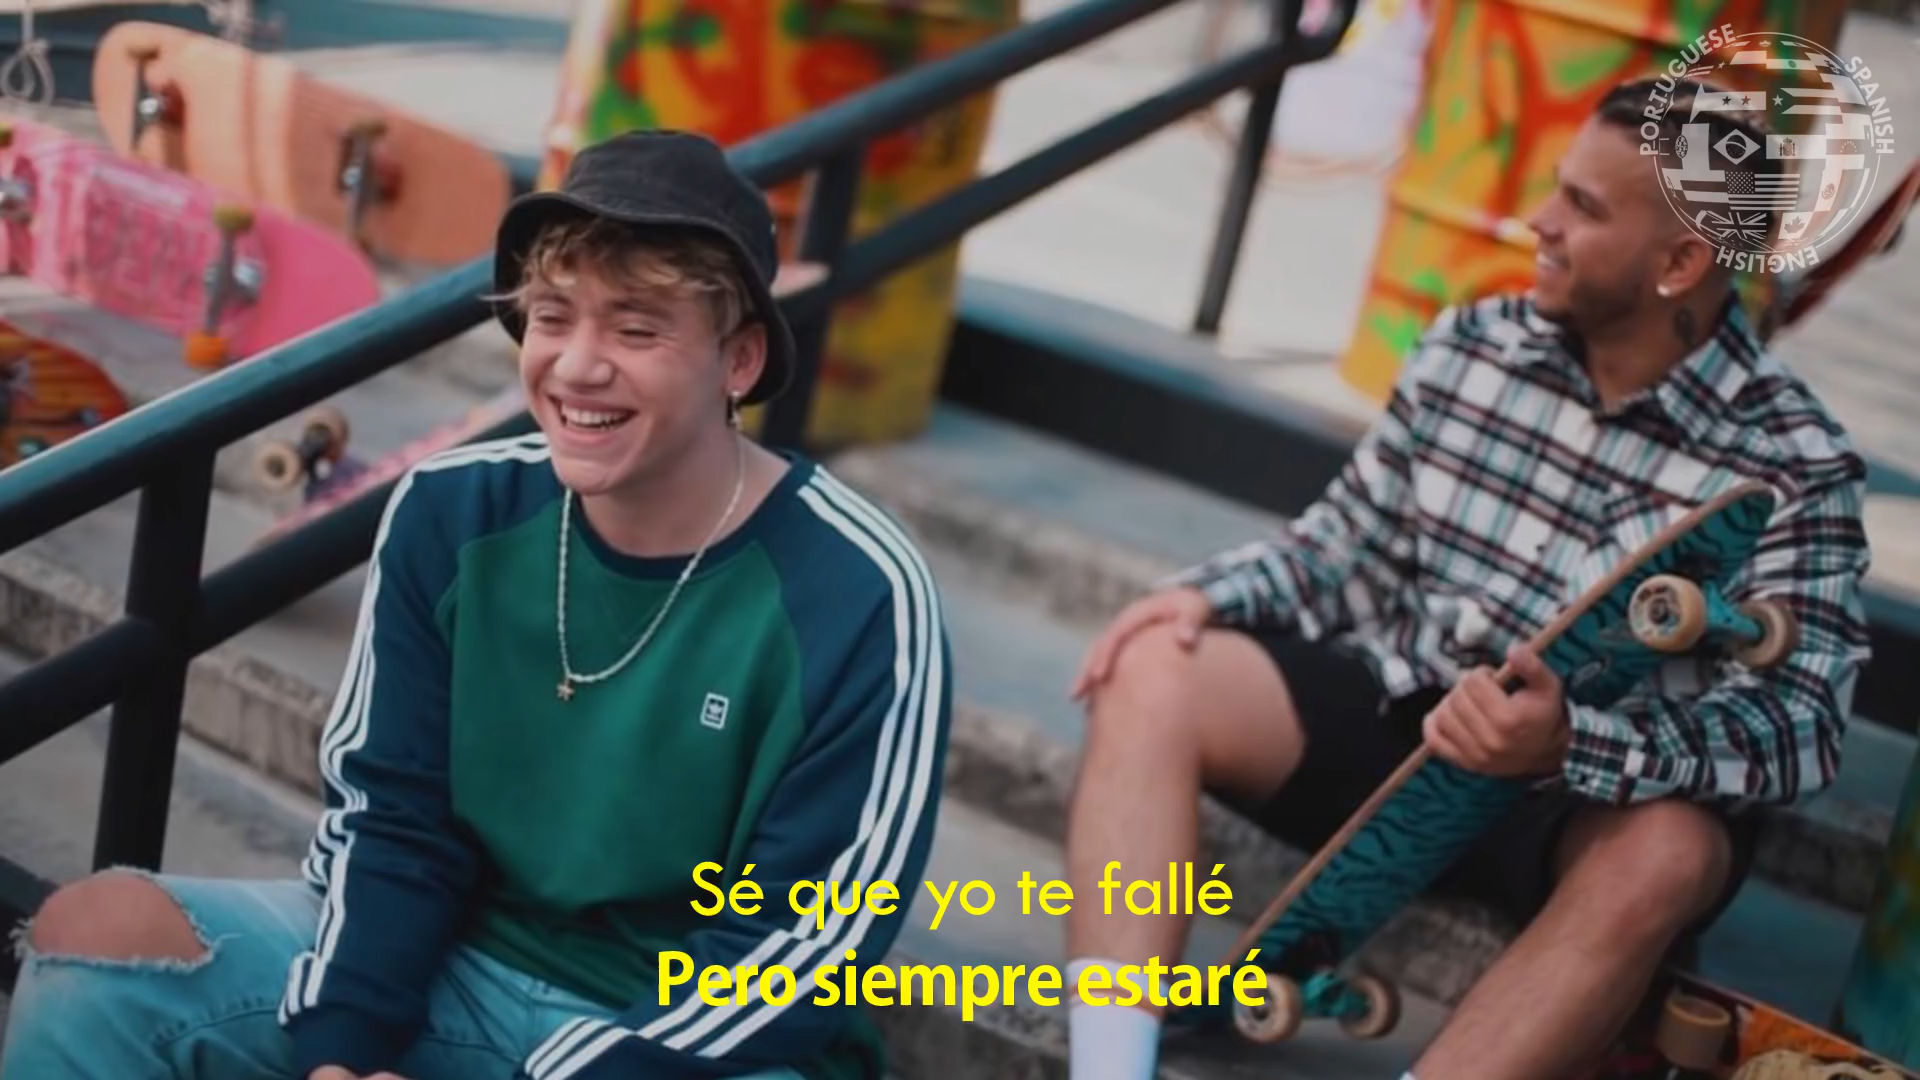 PORTUGUESE
SPANISH
ENGLISH
Sé que yo te fallé
Pero siempre estaré